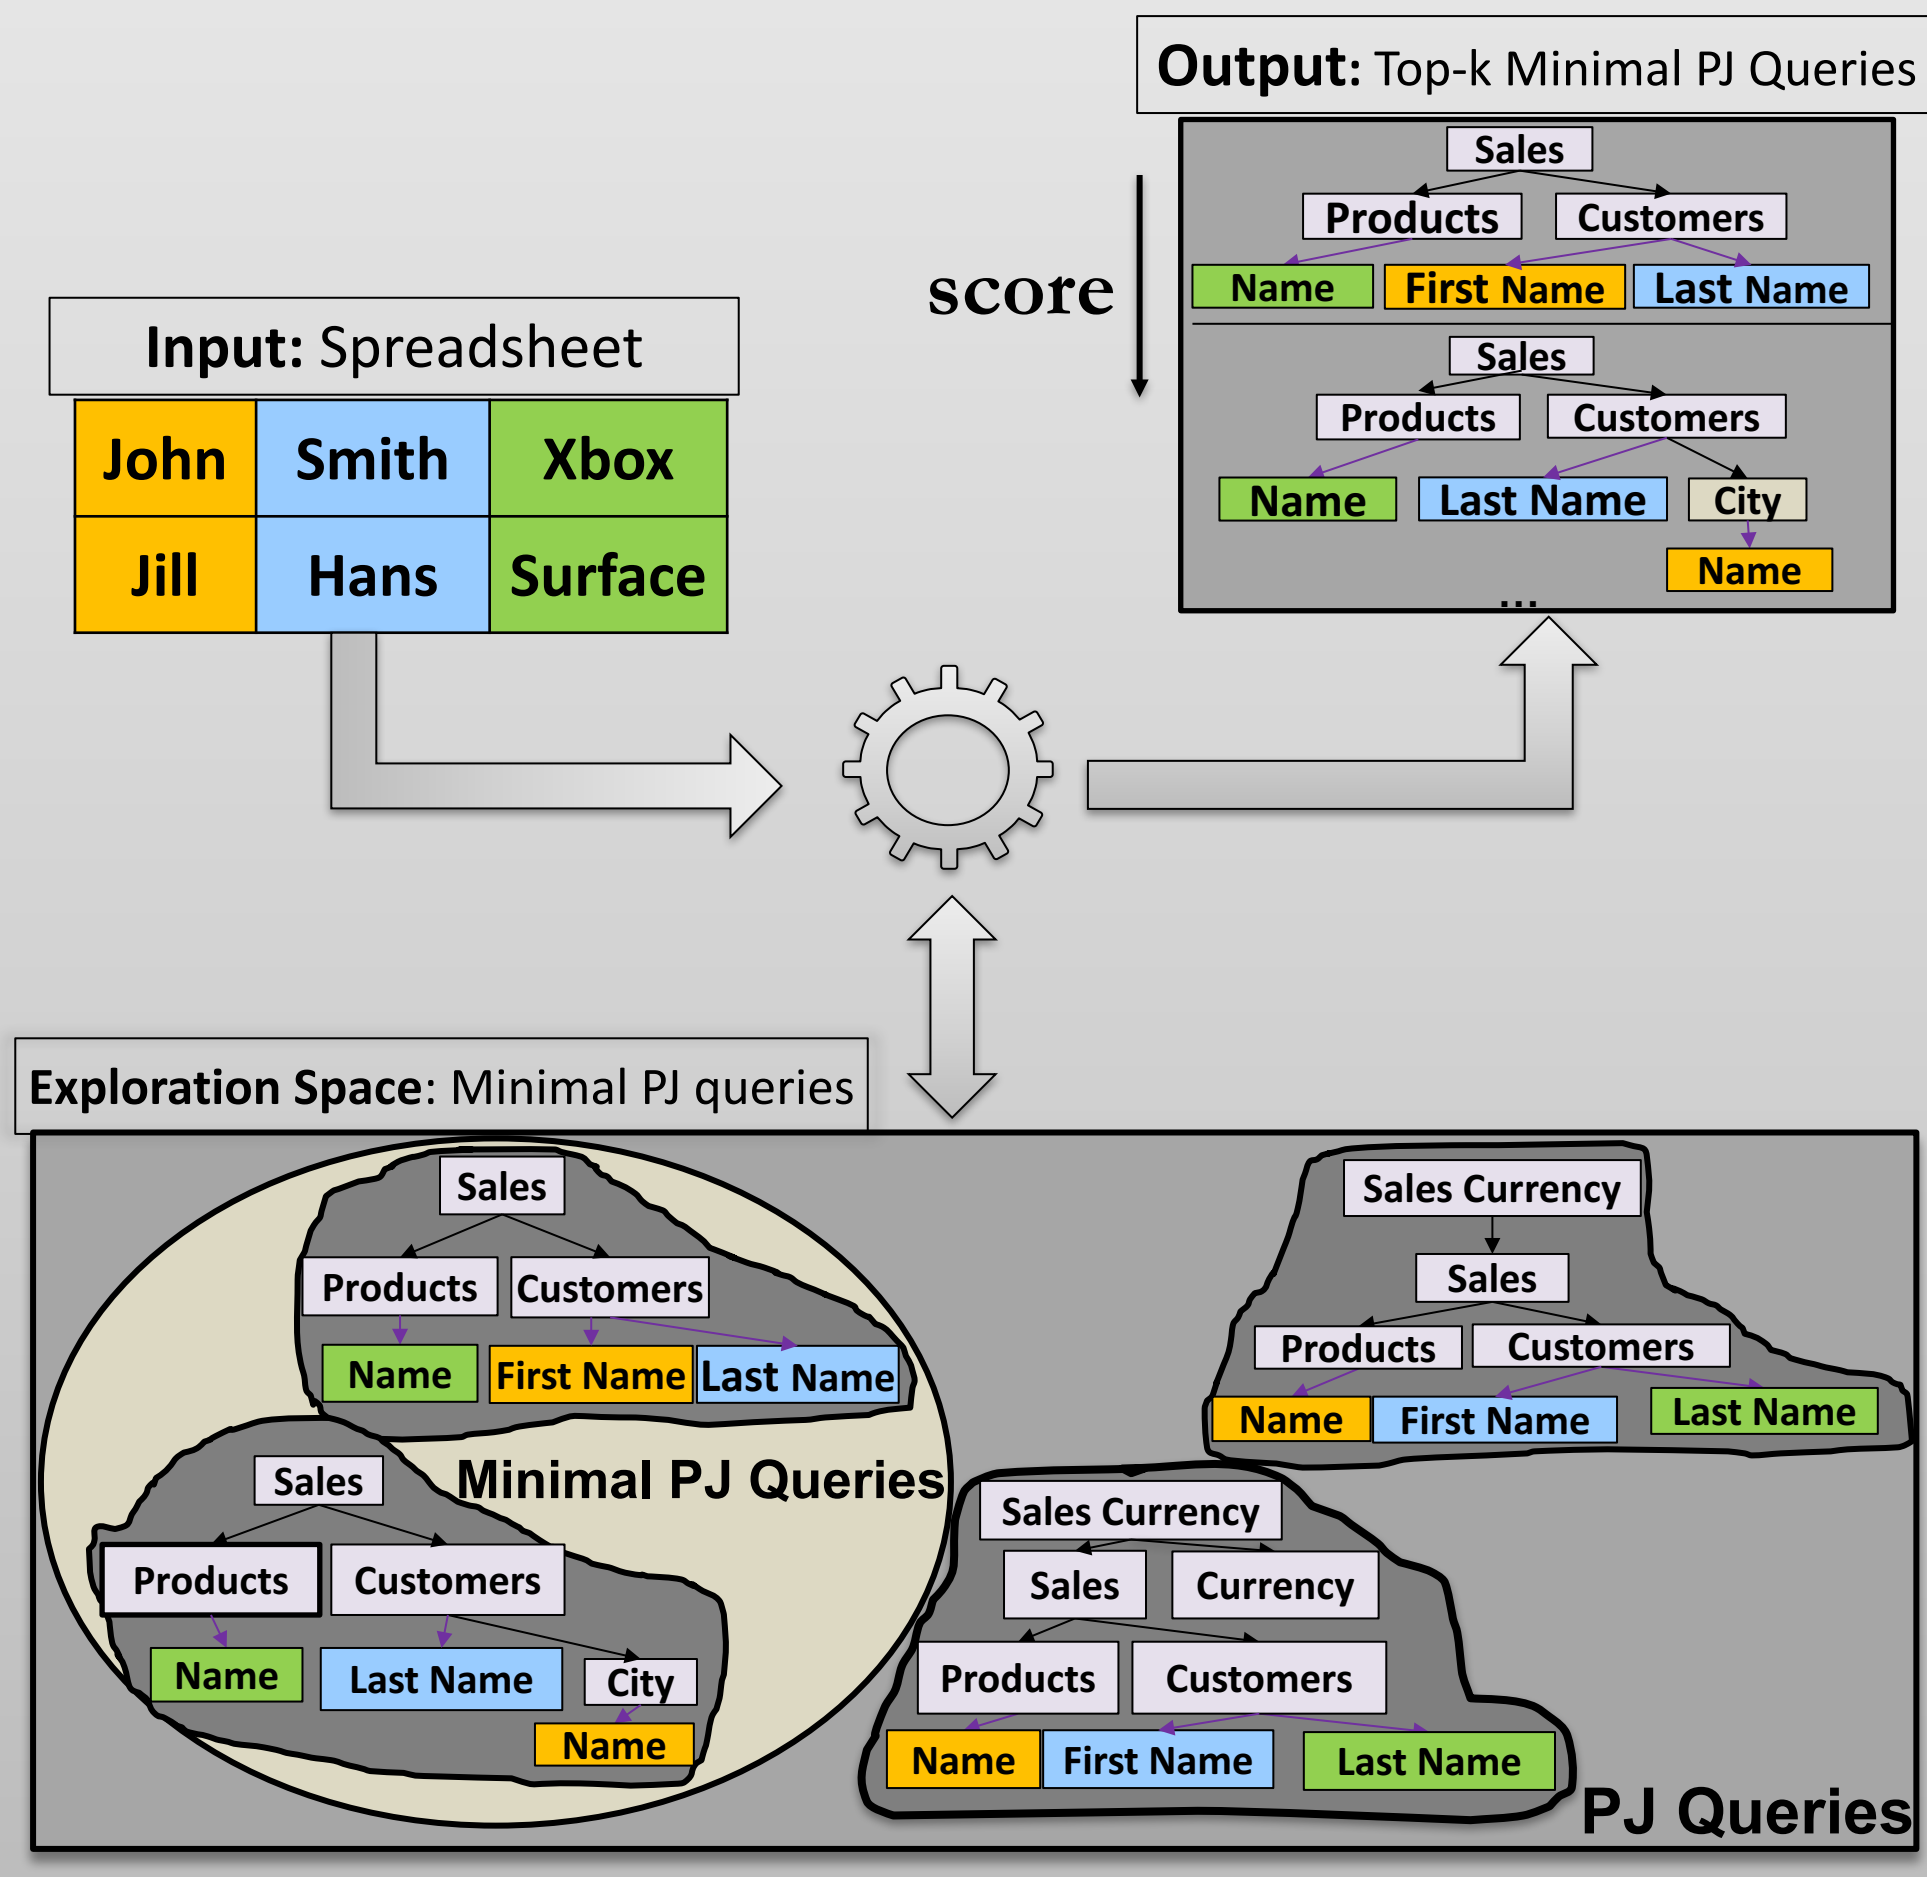 Output: Top-k Minimal PJ Queries
Sales
Products Customers
Name First Name Last Name
score
Sales
Products Customers
Name Last Name City
Name
...
Input: Spreadsheet
John Smith Xbox
Jill Hans Surface
Exploration Space: Minimal PJ queries
Sales
Products Customers
Name First Name Last Name
Minimal PJ Queries
Sales
Products Customers
Name Last Name City
Name
Sales Currency
Sales
Products Customers
Name First Name Last Name
Sales Currency
Sales Currency
Products Customers
Name First Name Last Name
PJ Queries